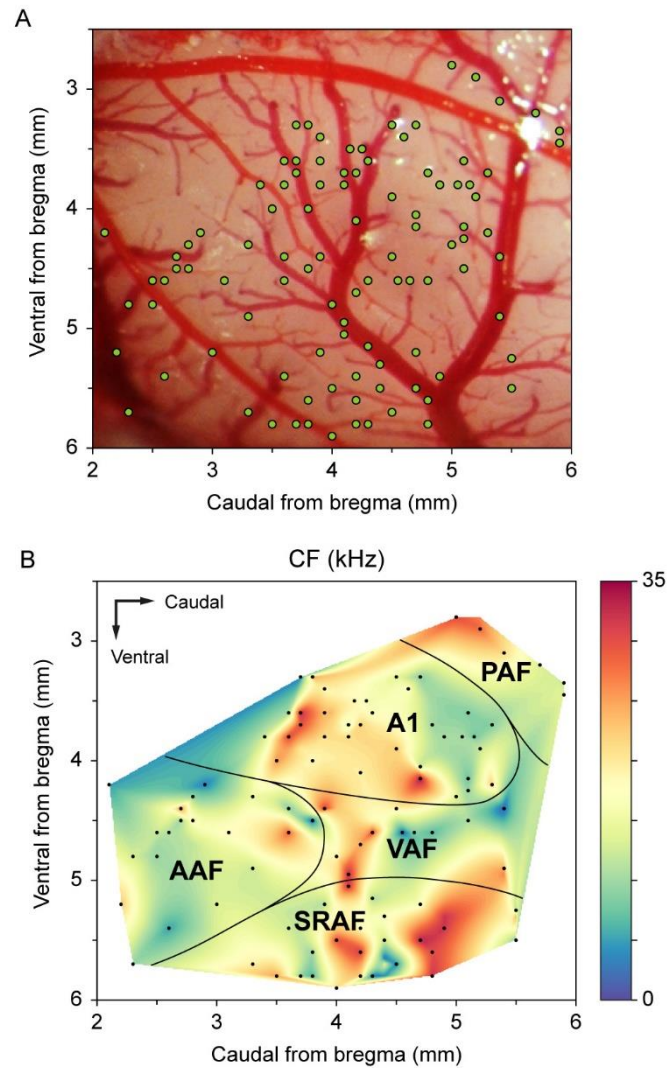 A
3
4
5
6
Ventral from bregma (mm)
2 3 4 5 6
Caudal from bregma (mm)
B CF (kHz)
Caudal
Ventral
3
4
5
6
Ventral from bregma (mm)
PAF
A1
VAF
AAF
SRAF
35
0
2 3 4 5 6
Caudal from bregma (mm)